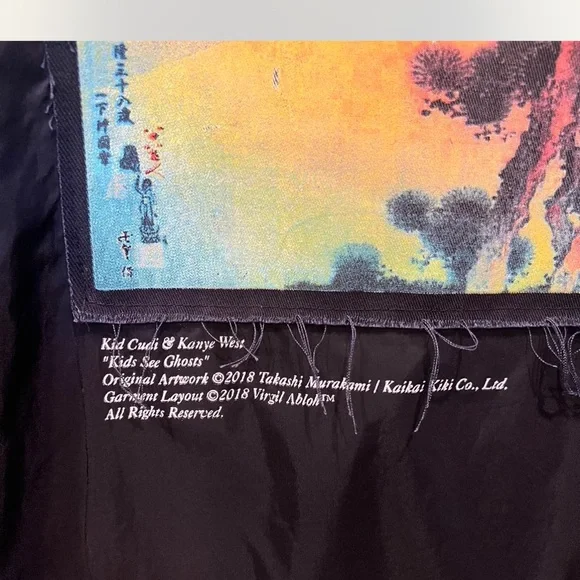 Kid Cudi & Kanye West
"Kids See Ghosts"
Original Artwork ©2018 Takashi Murakami / Kaikai Kiki Co., Ltd.
Garment Layout ©2018 Virgil Abloh™
All Rights Reserved.